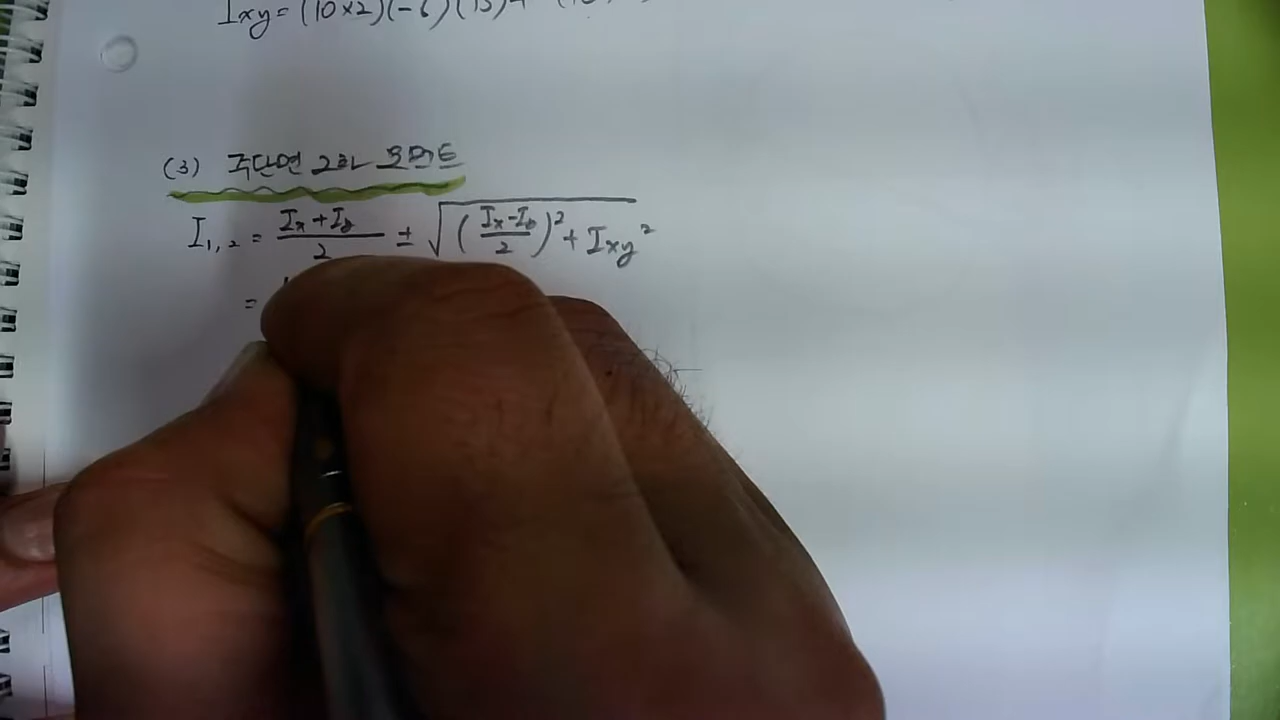 Ixy = (10×2)(-6)(15)+
(3) 주단면 2차 모멘트
I1,2 = Ix+Iy/2 ± √(Ix-Iy/2)²+Ixy²
=